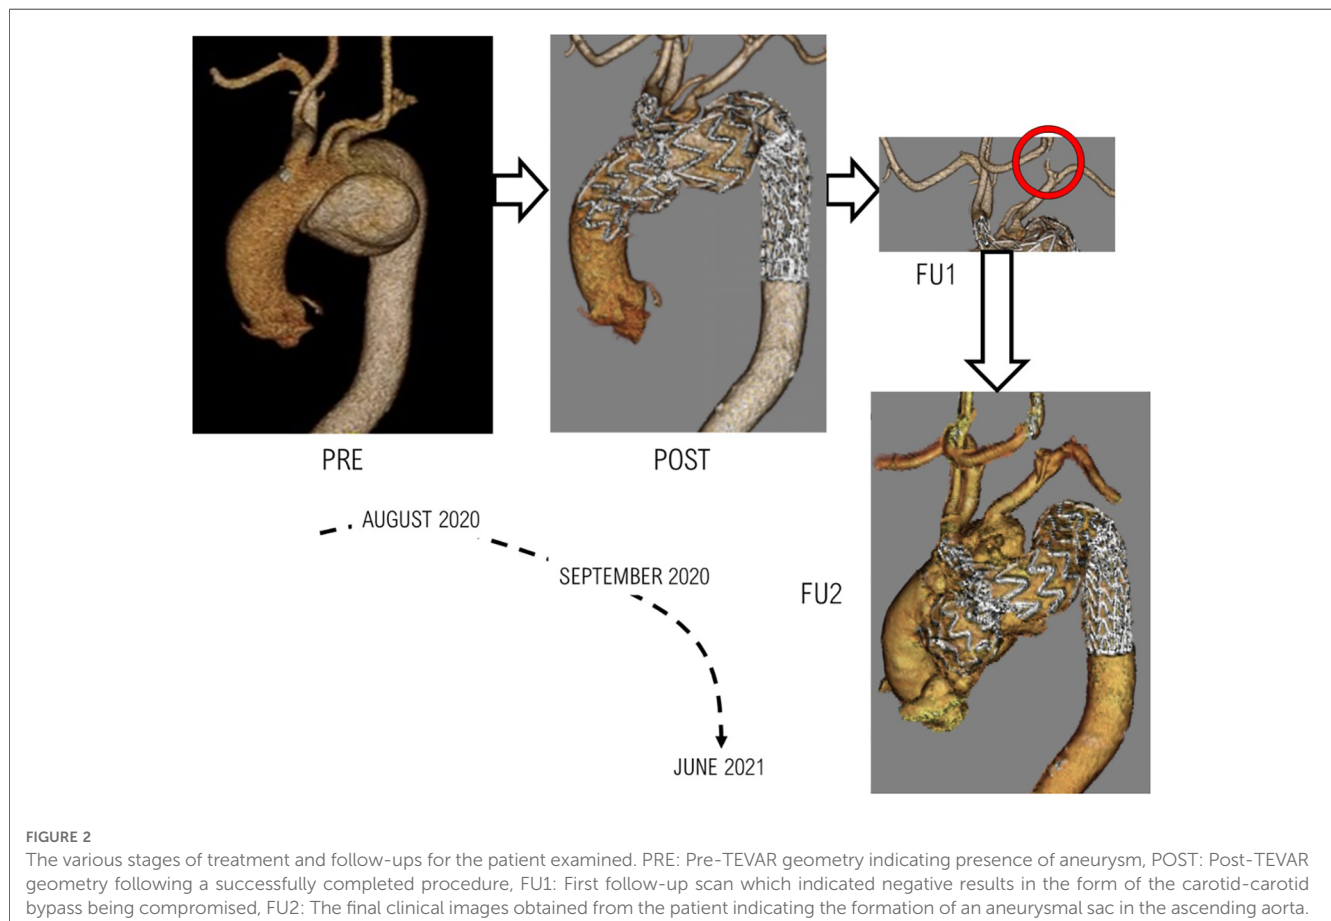 PRE
POST
FU1
FU2
AUGUST 2020
SEPTEMBER 2020
JUNE 2021
FIGURE 2
The various stages of treatment and follow-ups for the patient examined. PRE: Pre-TEVAR geometry indicating presence of aneurysm, POST: Post-TEVAR
geometry following a successfully completed procedure, FU1: First follow-up scan which indicated negative results in the form of the carotid-carotid
bypass being compromised, FU2: The final clinical images obtained from the patient indicating the formation of an aneurysmal sac in the ascending aorta.